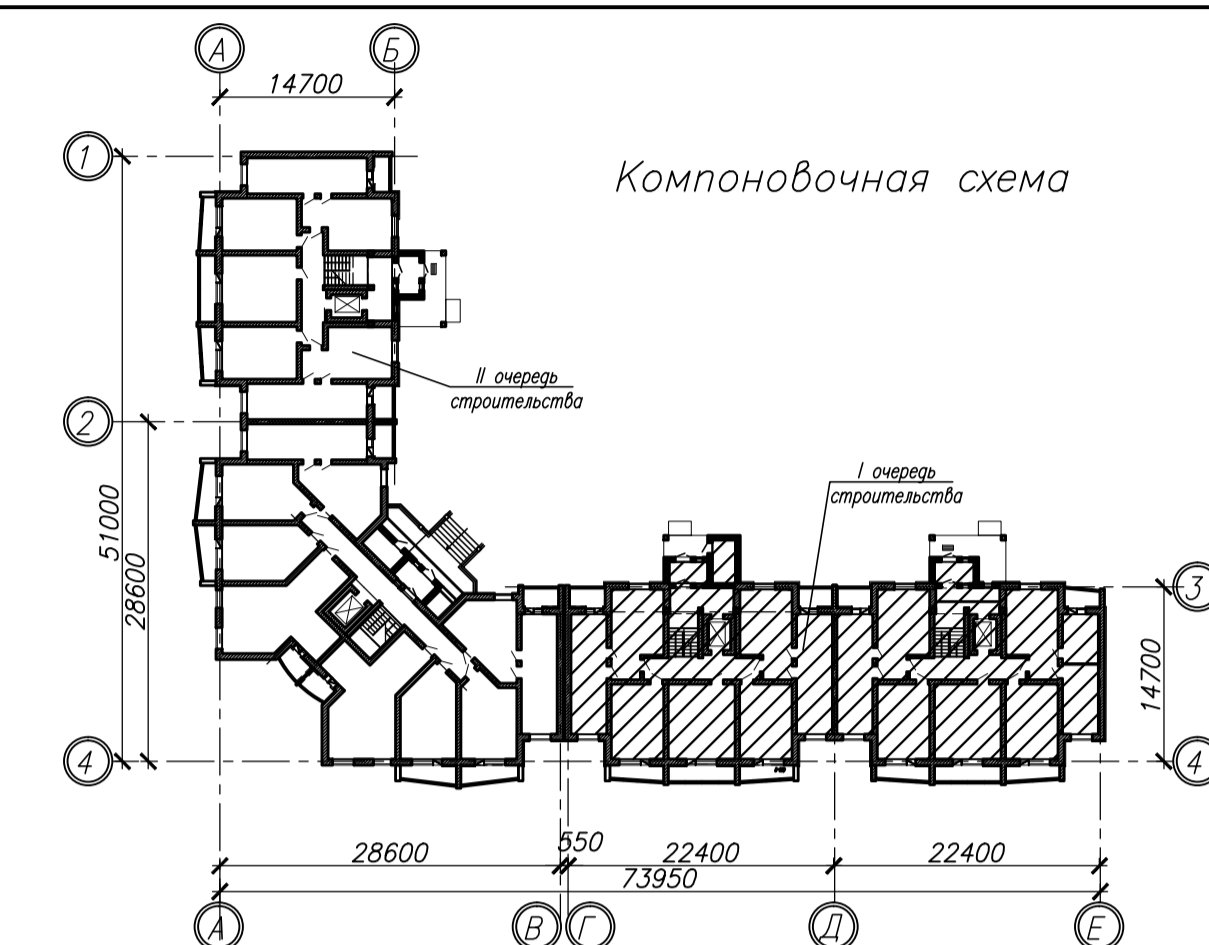 А
Б
14700
1
Компоновочная схема
II очередь
строительства
2
I очередь
строительства
51000
28600
3
14700
4
4
28600
550
22400
22400
73950
А
В
Г
Д
Е